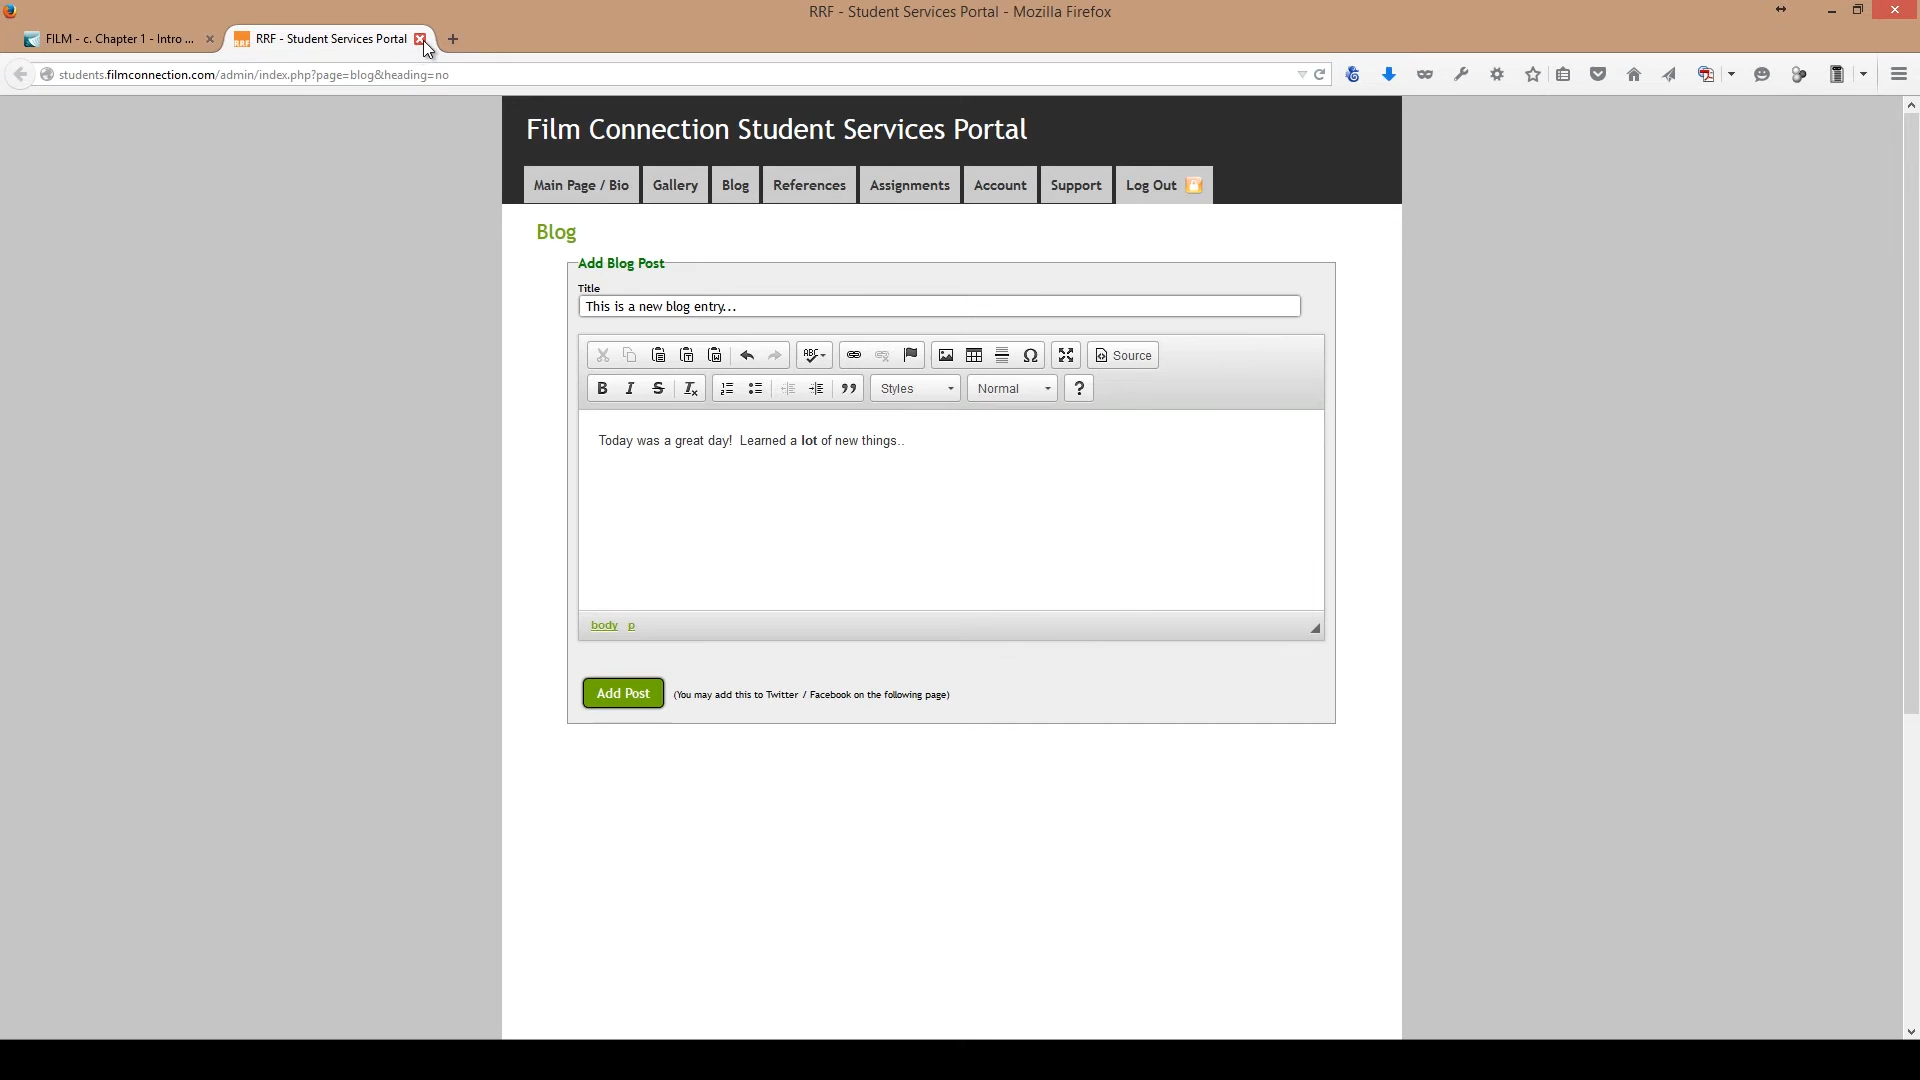 RRF - Student Services Portal - Mozilla Firefox
FILM - c. Chapter 1 - Intro ...
RRF - Student Services Portal
students.filmconnection.com/admin/index.php?page=blog&heading=no
Film Connection Student Services Portal
Main Page / Bio
Gallery
Blog
References
Assignments
Account
Support
Log Out
Blog
Add Blog Post
Title
This is a new blog entry...
ABC
Source
B I S Tx
Styles
Normal
?
Today was a great day!  Learned a lot of new things..
body p
Add Post
(You may add this to Twitter / Facebook on the following page)